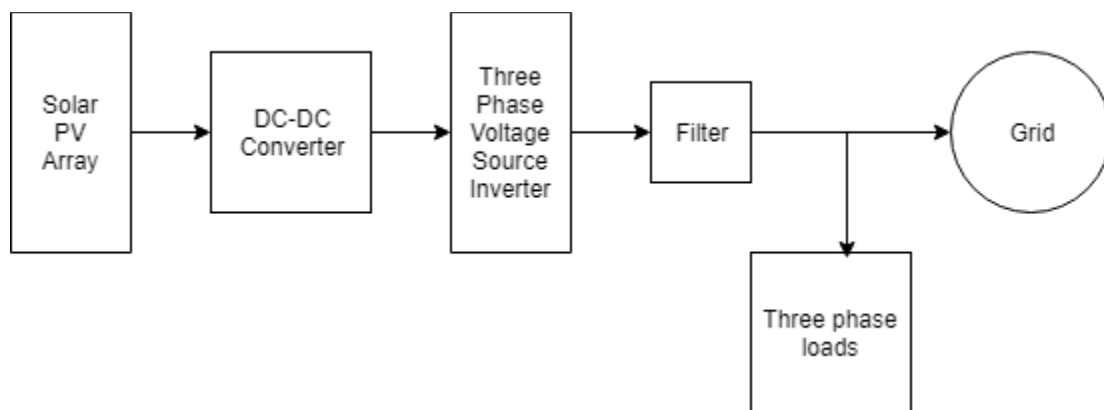 Solar
PV
Array
DC-DC
Converter
Three
Phase
Voltage
Source
Inverter
Filter
Grid
Three phase
loads